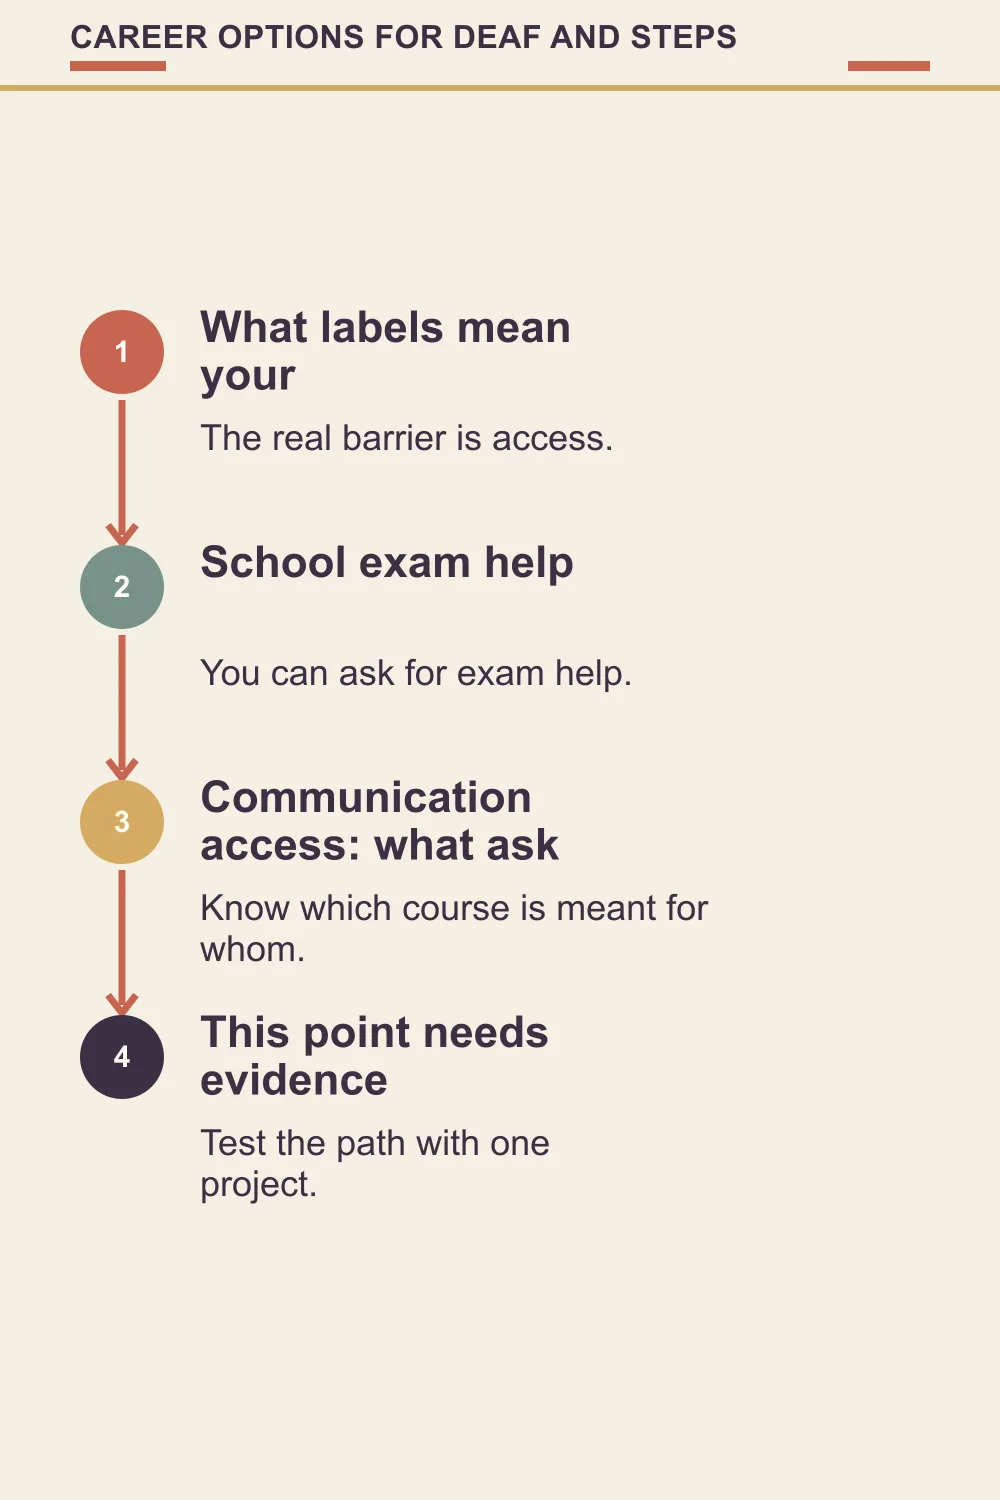 CAREER OPTIONS FOR DEAF AND STEPS
1
What labels mean
your
The real barrier is access.
2
School exam help
You can ask for exam help.
3
Communication
access: what ask
Know which course is meant for
whom.
4
This point needs
evidence
Test the path with one
project.